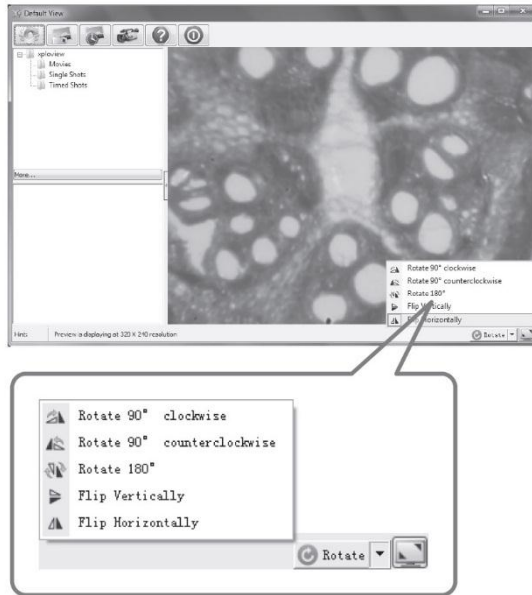 Default View
xploview
Movies
Single Shots
Timed Shots
More ...
Rotate 90° clockwise
Rotate 90° counterclockwise
Rotate 180°
Flip Vertically
Flip Horizontally
Hint: Preview is displaying at 320 X 240 resolution
Rotate
Rotate 90° clockwise
Rotate 90° counterclockwise
Rotate 180°
Flip Vertically
Flip Horizontally
Rotate